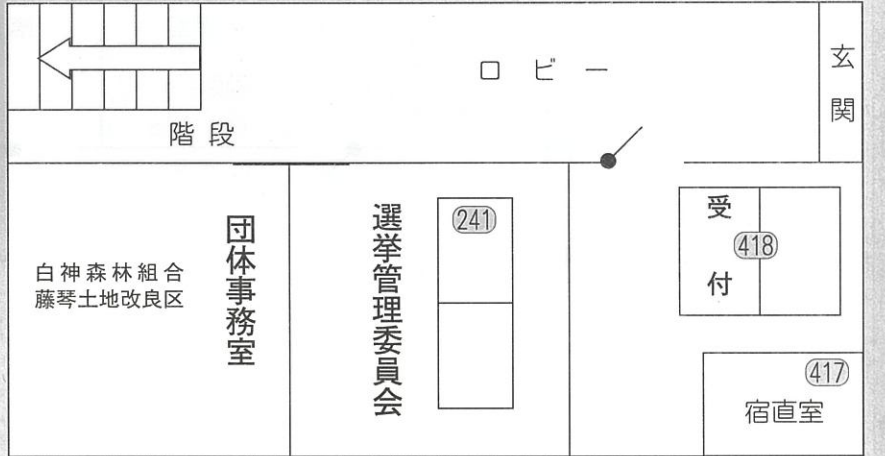 ロビー
玄関
階段
白神森林組合
藤琴土地改良区
団体事務室
選挙管理委員会
241
受付
418
417
宿直室